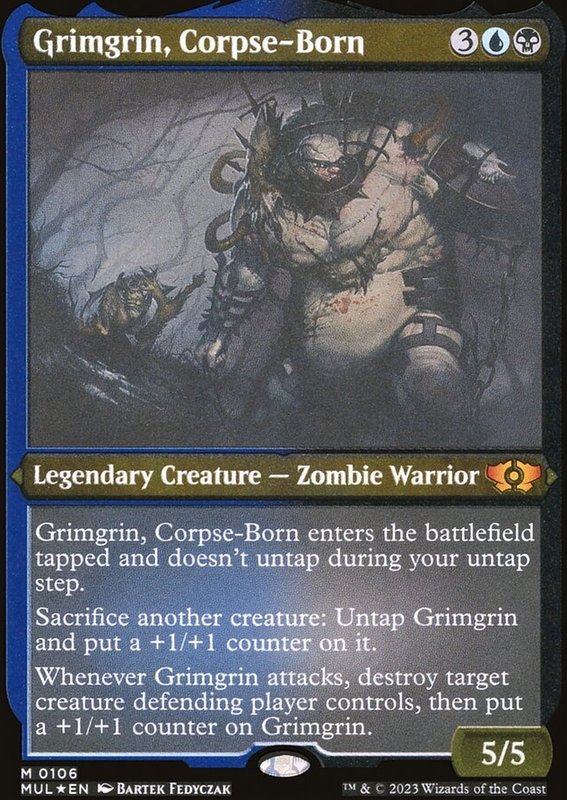 Grimgrin, Corpse-Born 3
Legendary Creature — Zombie Warrior
Grimgrin, Corpse-Born enters the battlefield
tapped and doesn't untap during your untap
step.
Sacrifice another creature: Untap Grimgrin
and put a +1/+1 counter on it.
Whenever Grimgrin attacks, destroy target
creature defending player controls, then put
a +1/+1 counter on Grimgrin.
5/5
M 0106
MUL★EN Bartek Fedyczak
™ & © 2023 Wizards of the Coast